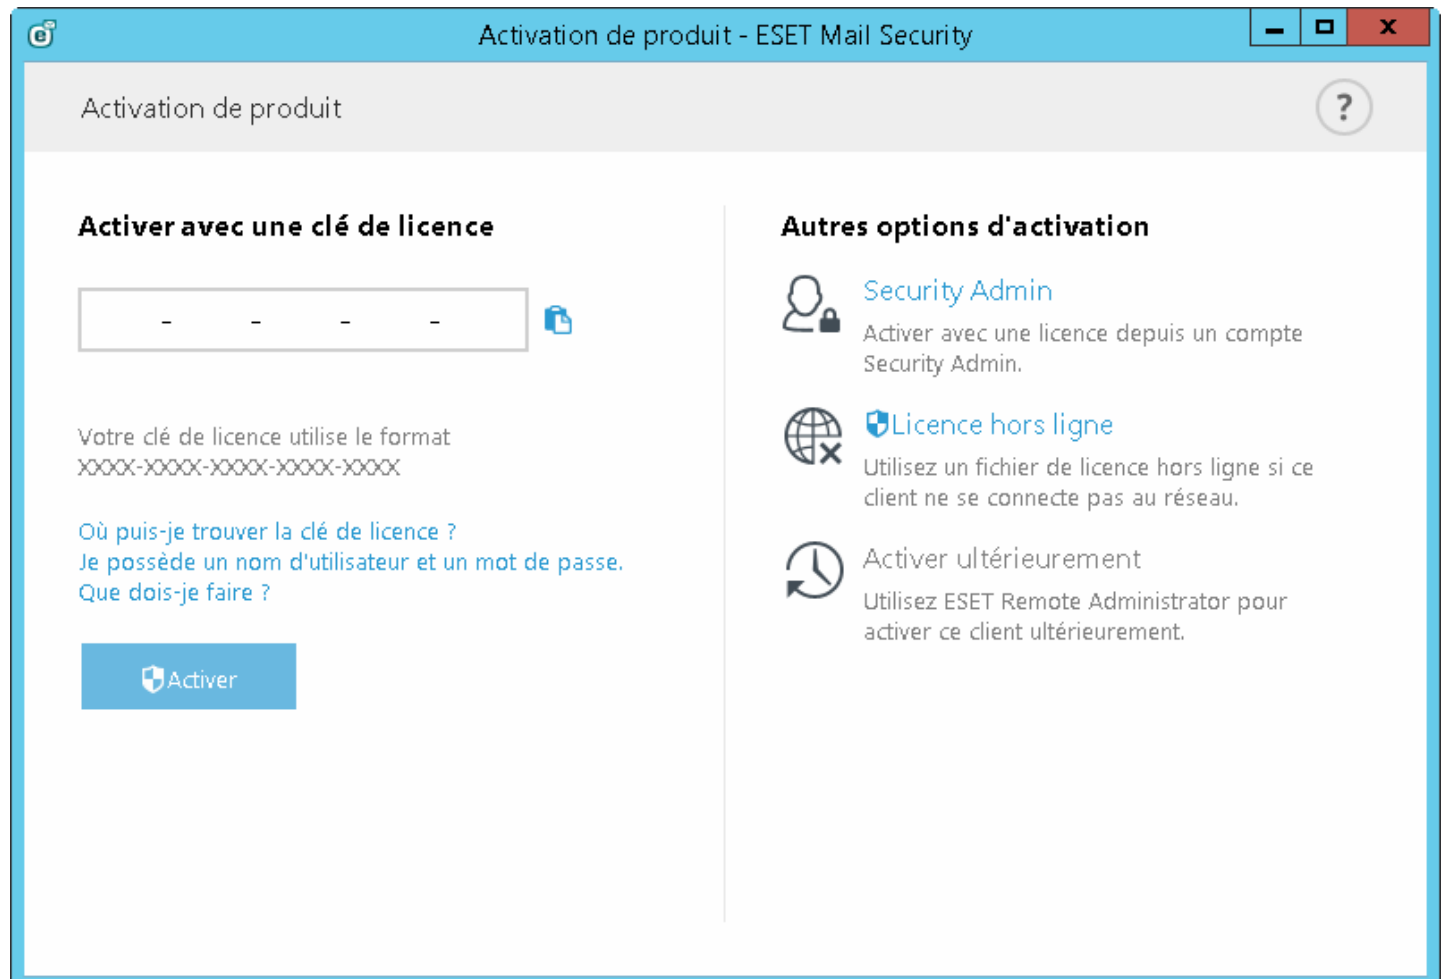 Activation de produit - ESET Mail Security
Activation de produit
?
Activer avec une clé de licence
- - - -
Votre clé de licence utilise le format
XXXX-XXXX-XXXX-XXXX-XXXX
Où puis-je trouver la clé de licence ?
Je possède un nom d'utilisateur et un mot de passe.
Que dois-je faire ?
Activer
Autres options d'activation
Security Admin
Activer avec une licence depuis un compte
Security Admin.
Licence hors ligne
Utilisez un fichier de licence hors ligne si ce
client ne se connecte pas au réseau.
Activer ultérieurement
Utilisez ESET Remote Administrator pour
activer ce client ultérieurement.